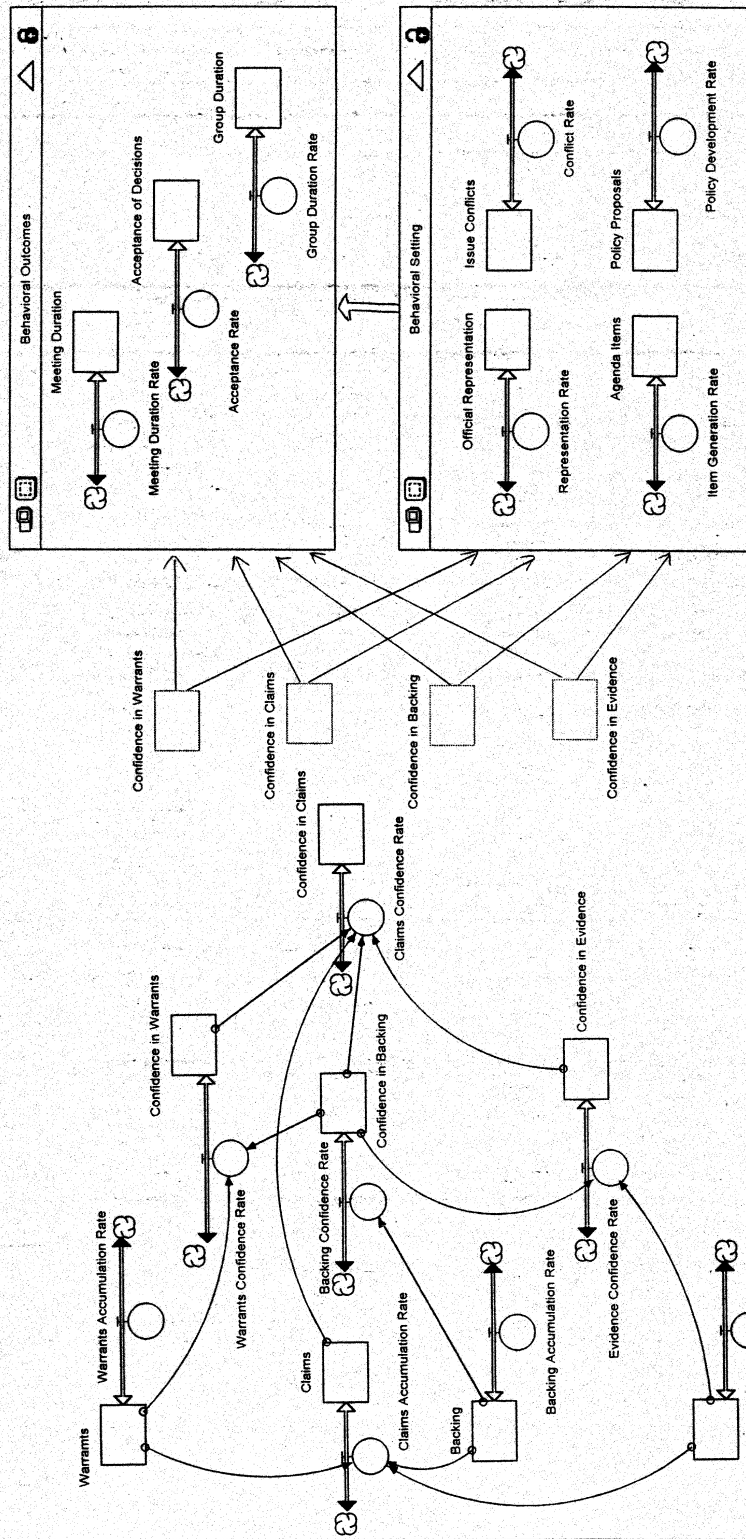 Warramts
Warrants Accumulation Rate
Confidence in Warrants
Warrants Confidence Rate
Claims
Claims Accumulation Rate
Backing Confidence Rate
Confidence in Backing
Confidence in Claims
Claims Confidence Rate
Backing
Backing Accumulation Rate
Evidence Confidence Rate
Confidence in Evidence
Confidence in Warrants
Confidence in Claims
Confidence in Backing
Confidence in Evidence
Behavioral Outcomes
Meeting Duration
Meeting Duration Rate
Acceptance of Decisions
Acceptance Rate
Group Duration
Group Duration Rate
Behavioral Setting
Official Representation
Representation Rate
Issue Conflicts
Conflict Rate
Agenda Items
Item Generation Rate
Policy Proposals
Policy Development Rate